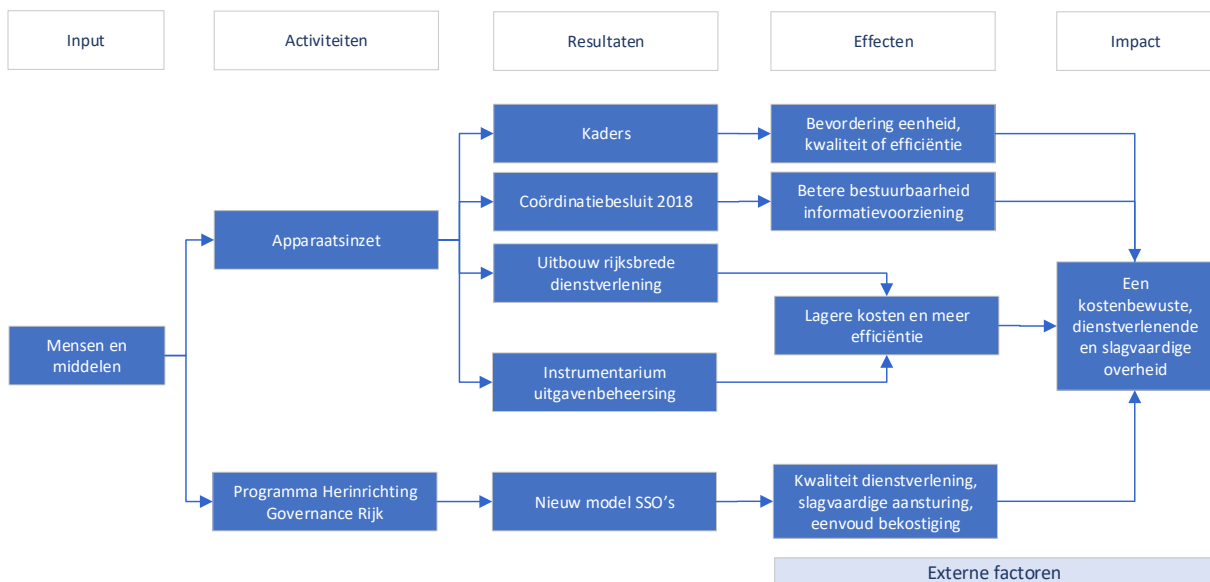 Input
Activiteiten
Resultaten
Effecten
Impact
Kaders
Bevordering eenheid,
kwaliteit of efficiëntie
Coördinatiebesluit 2018
Betere bestuurbaarheid
informatievoorziening
Apparaatsinzet
Uitbouw rijksbrede
dienstverlening
Lagere kosten en meer
efficiëntie
Een
kostenbewuste,
dienstverlenende
en slagvaardige
overheid
Mensen en
middelen
Instrumentarium
uitgavenbeheersing
Programma Herinrichting
Governance Rijk
Nieuw model SSO’s
Kwaliteit dienstverlening,
slagvaardige aansturing,
eenvoud bekostiging
Externe factoren